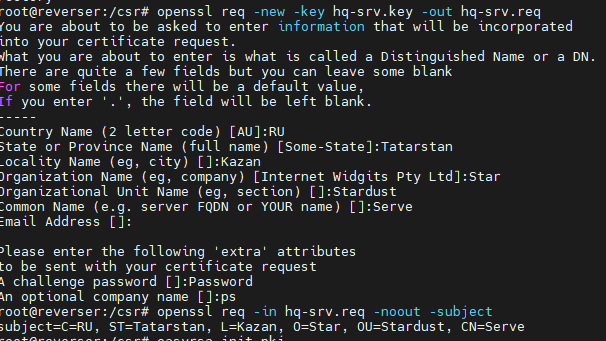 root@reverser:/csr# openssl req -new -key hq-srv.key -out hq-srv.req
You are about to be asked to enter information that will be incorporated
into your certificate request.
What you are about to enter is what is called a Distinguished Name or a DN.
There are quite a few fields but you can leave some blank
For some fields there will be a default value,
If you enter '.', the field will be left blank.
-----
Country Name (2 letter code) [AU]:RU
State or Province Name (full name) [Some-State]:Tatarstan
Locality Name (eg, city) []:Kazan
Organization Name (eg, company) [Internet Widgits Pty Ltd]:Star
Organizational Unit Name (eg, section) []:Stardust
Common Name (e.g. server FQDN or YOUR name) []:Serve
Email Address []:
Please enter the following 'extra' attributes
to be sent with your certificate request
A challenge password []:Password
An optional company name []:ps
root@reverser:/csr# openssl req -in hq-srv.req -noout -subject
subject=C=RU, ST=Tatarstan, L=Kazan, O=Star, OU=Stardust, CN=Serve
root@reverser:/csr# easyrsa init-pki